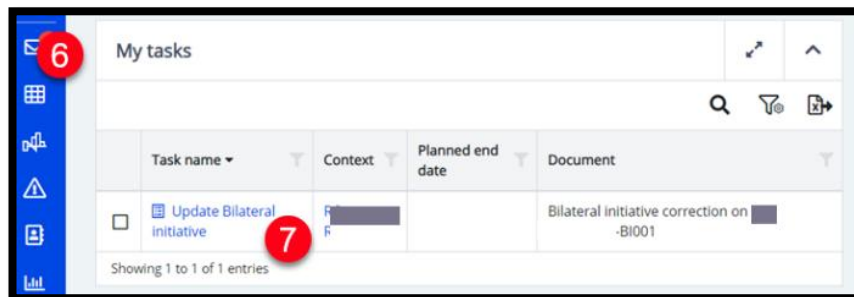 6
My tasks
Task name
Context
Planned end
date
Document
Update Bilateral
initiative
7
R
R
Bilateral initiative correction on
-BI001
Showing 1 to 1 of 1 entries